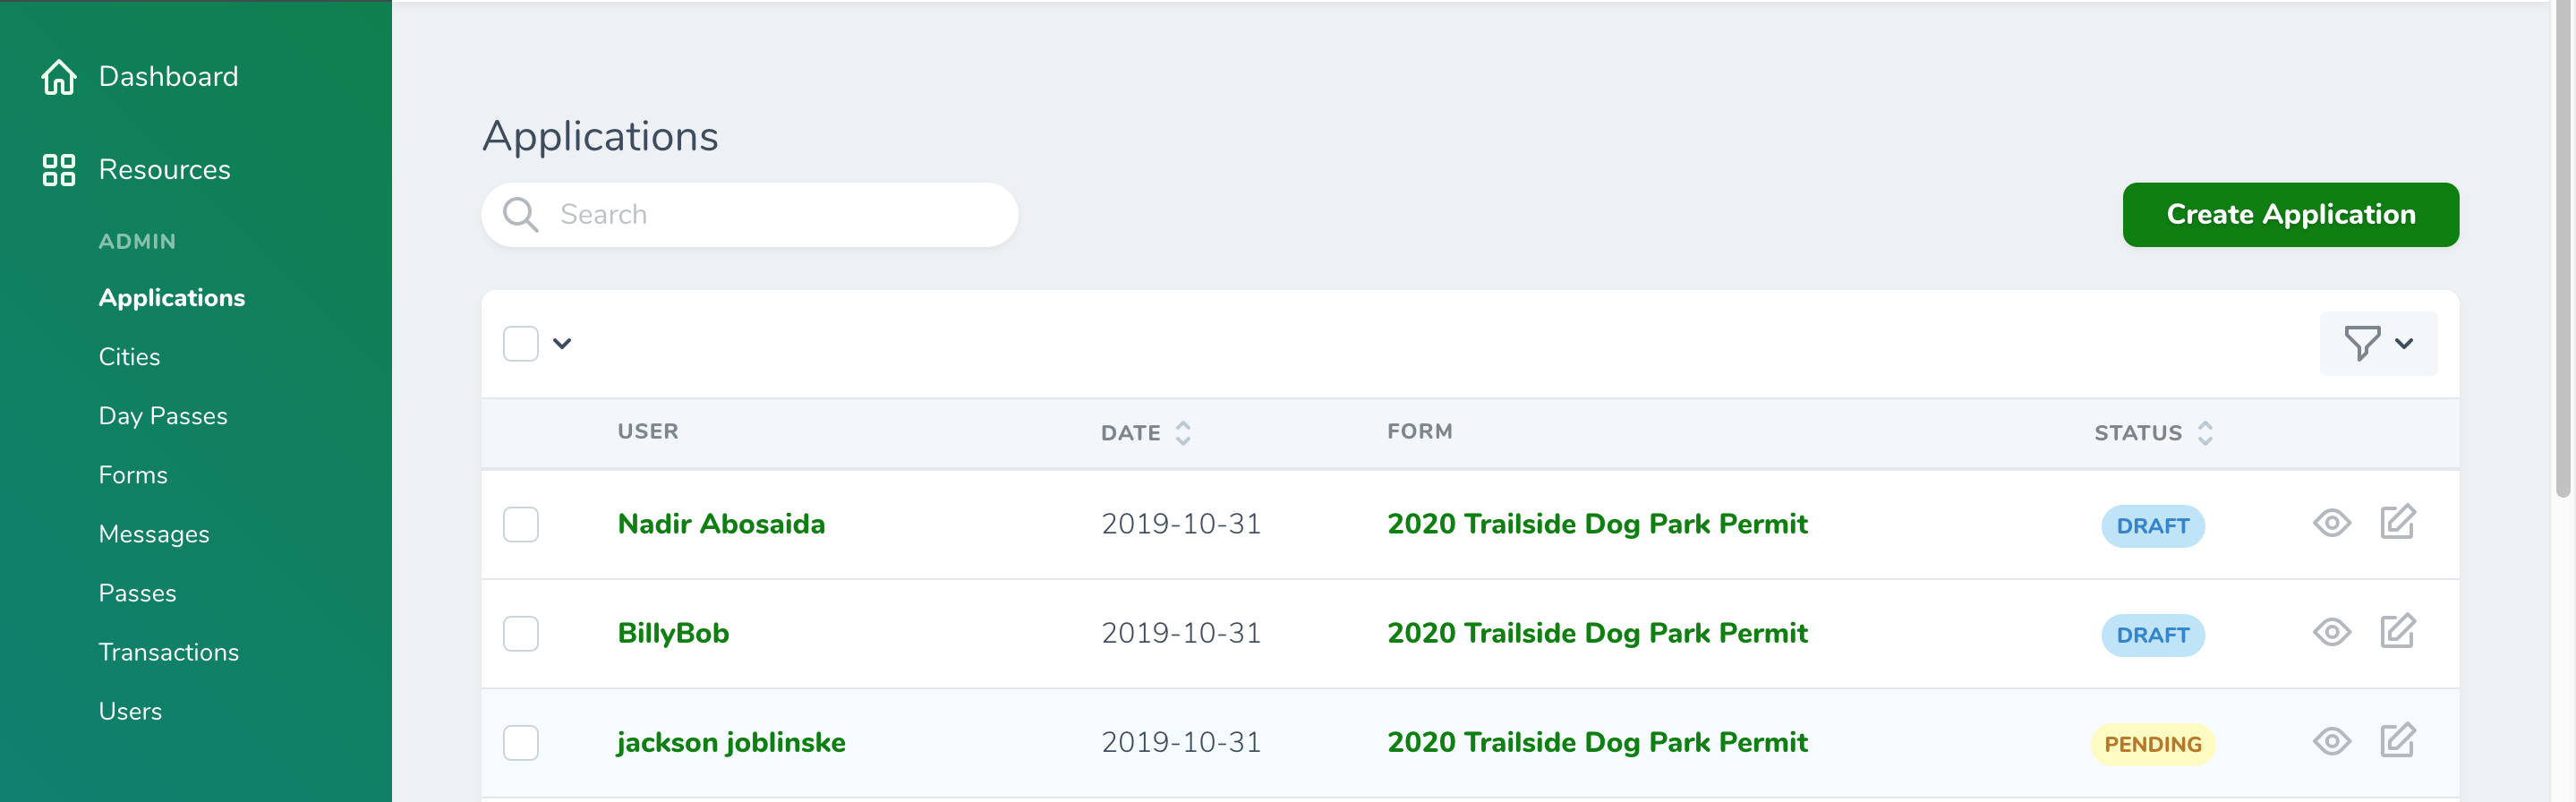 Dashboard
Resources
ADMIN
Applications
Cities
Day Passes
Forms
Messages
Passes
Transactions
Users
Applications
Search
Create Application
USER DATE FORM STATUS
Nadir Abosaida 2019-10-31 2020 Trailside Dog Park Permit DRAFT
BillyBob 2019-10-31 2020 Trailside Dog Park Permit DRAFT
jackson joblinske 2019-10-31 2020 Trailside Dog Park Permit PENDING